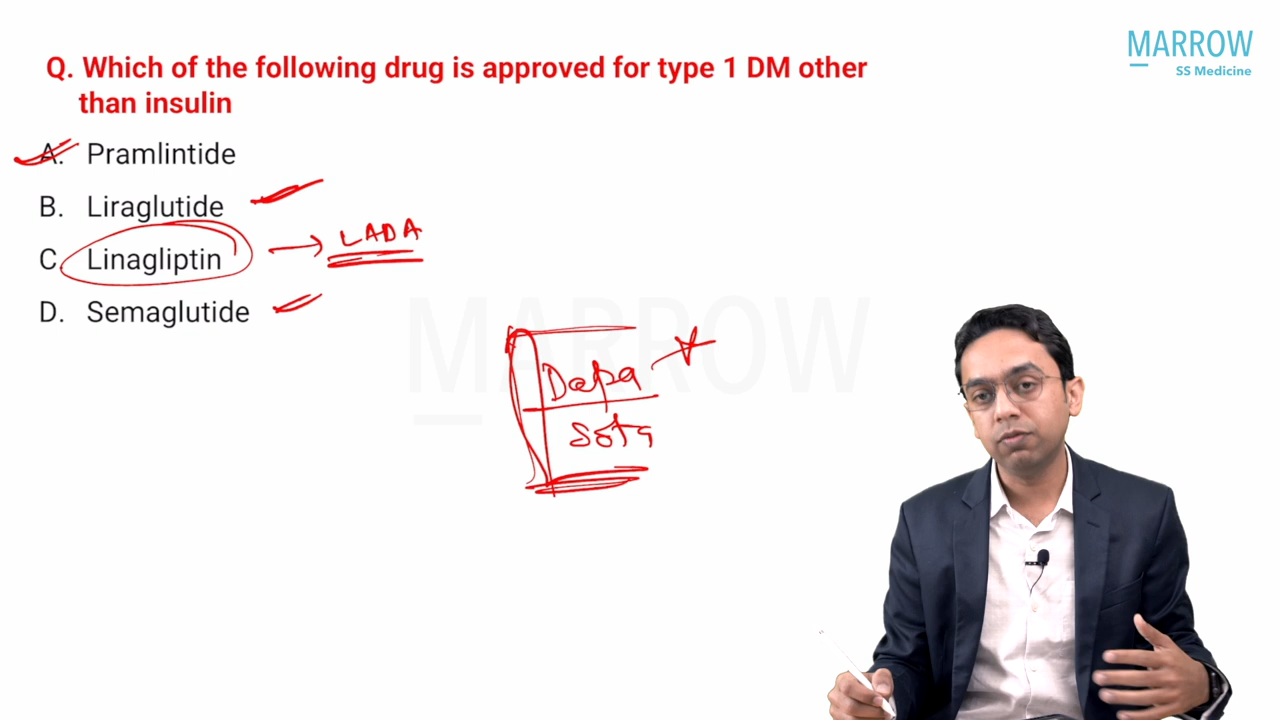 MARROW
SS Medicine
Q. Which of the following drug is approved for type 1 DM other
than insulin
A. Pramlintide
B. Liraglutide
C. Linagliptin
LADA
D. Semaglutide
MARROW
Dapa
Sota